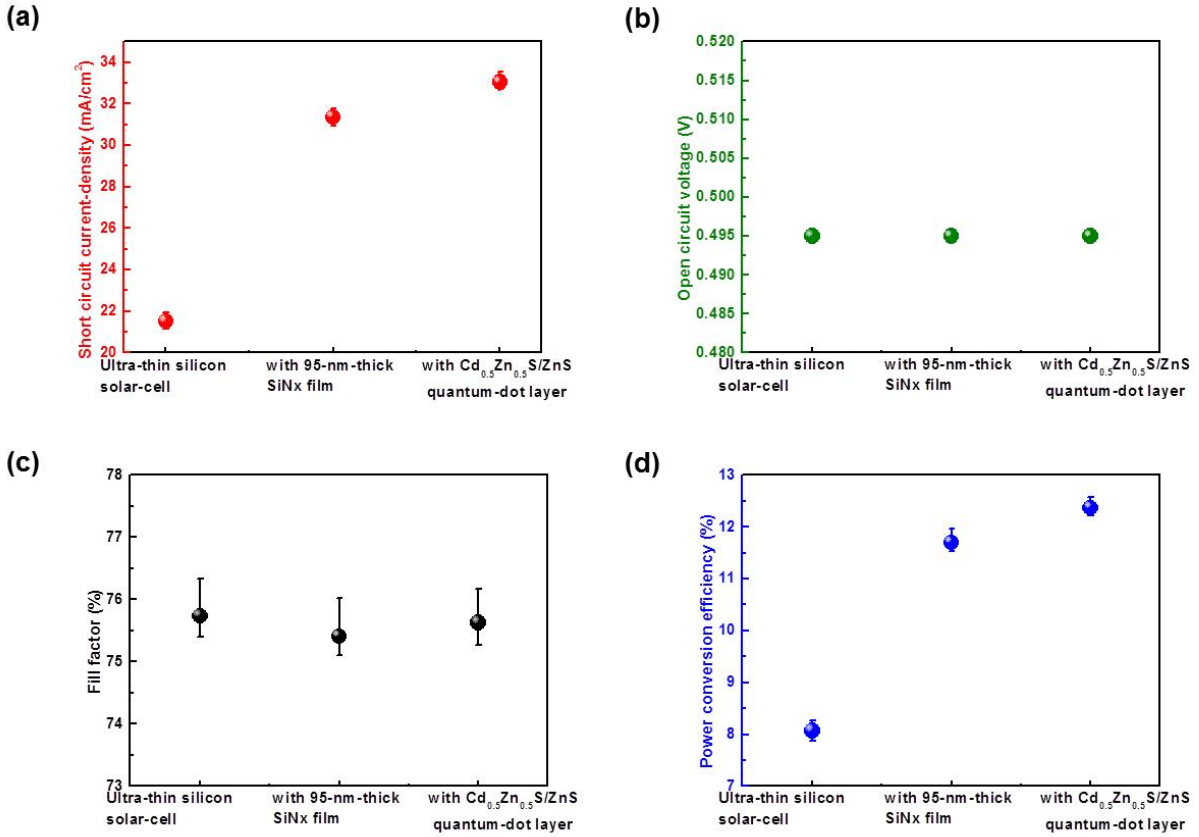 (a)
Short circuit current-density (mA/cm²)
34
32
30
28
26
24
22
20
Ultra-thin silicon
solar-cell
with 95-nm-thick
SiNx film
with Cd₀.₅Zn₀.₅S/ZnS
quantum-dot layer
(b)
Open circuit voltage (V)
0.520
0.515
0.510
0.505
0.500
0.495
0.490
0.485
0.480
Ultra-thin silicon
solar-cell
with 95-nm-thick
SiNx film
with Cd₀.₅Zn₀.₅S/ZnS
quantum-dot layer
(c)
Fill factor (%)
78
77
76
75
74
73
Ultra-thin silicon
solar-cell
with 95-nm-thick
SiNx film
with Cd₀.₅Zn₀.₅S/ZnS
quantum-dot layer
(d)
Power conversion efficiency (%)
13
12
11
10
9
8
7
Ultra-thin silicon
solar-cell
with 95-nm-thick
SiNx film
with Cd₀.₅Zn₀.₅S/ZnS
quantum-dot layer